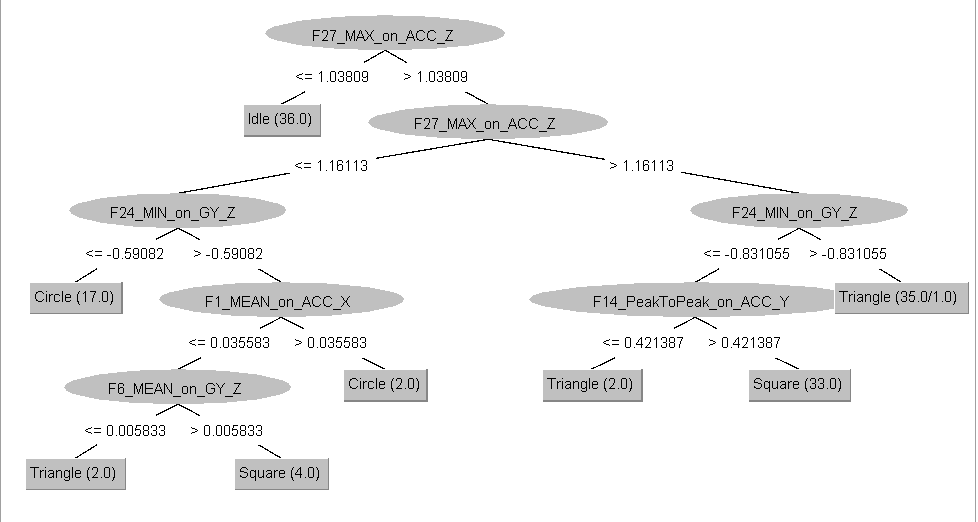 F27_MAX_on_ACC_Z
<= 1.03809 > 1.03809
Idle (36.0)
F27_MAX_on_ACC_Z
<= 1.16113 > 1.16113
F24_MIN_on_GY_Z F24_MIN_on_GY_Z
<= -0.59082 > -0.59082 <= -0.831055 > -0.831055
Circle (17.0) F1_MEAN_on_ACC_X F14_PeakToPeak_on_ACC_Y Triangle (35.0/1.0)
<= 0.035583 > 0.035583 <= 0.421387 > 0.421387
F6_MEAN_on_GY_Z Circle (2.0) Triangle (2.0) Square (33.0)
<= 0.005833 > 0.005833
Triangle (2.0) Square (4.0)